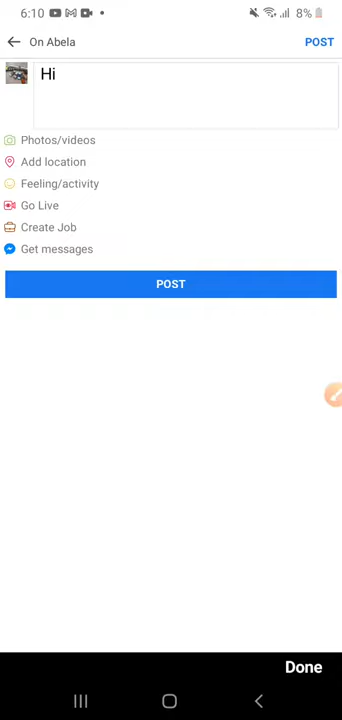 6:10 8%
On Abela POST
Hi
Photos/videos
Add location
Feeling/activity
Go Live
Create Job
Get messages
POST
Done